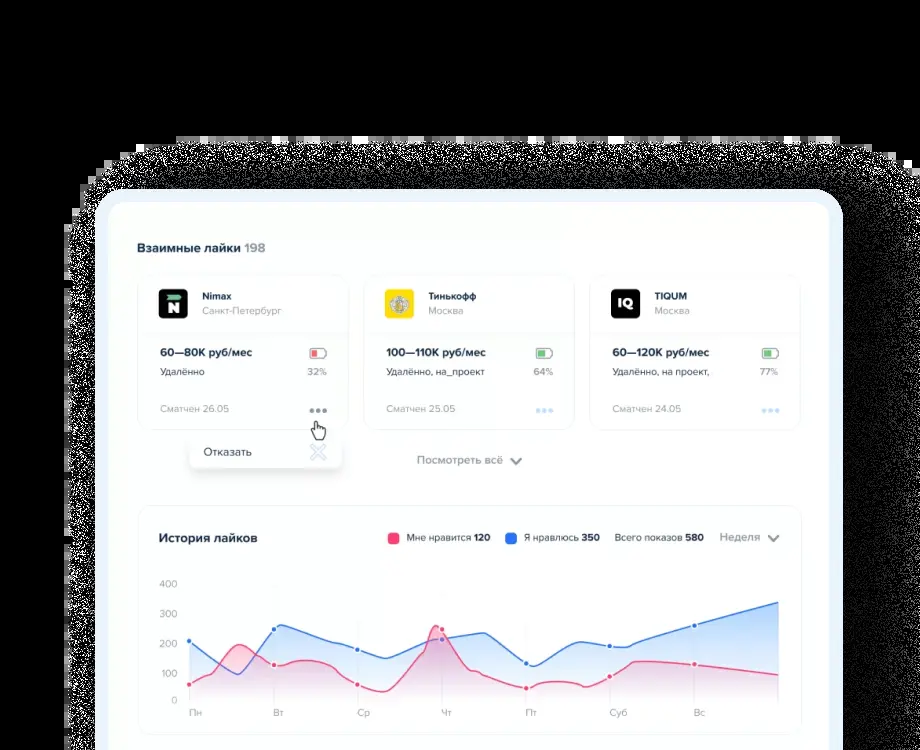 Взаимные лайки 198
Nimax
Санкт-Петербург
60—80К руб/мес
Удалённо
32%
Сматчен 26.05
Отказать
Тинькофф
Москва
100—110К руб/мес
Удалённо, на_проект
64%
Сматчен 25.05
IQ
TIQUM
Москва
60—120К руб/мес
Удалённо, на проект,
77%
Сматчен 24.05
Посмотреть всё
История лайков
Мне нравится 120 Я нравлюсь 350 Всего показов 580 Неделя
400
300
200
100
0
Пн Вт Ср Чт Пт Суб Вс